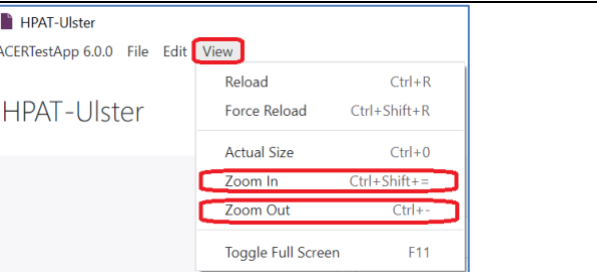 HPAT-Ulster
ACERTestApp 6.0.0 File Edit View
HPAT-Ulster
Reload Ctrl+R
Force Reload Ctrl+Shift+R
Actual Size Ctrl+0
Zoom In Ctrl+Shift+=
Zoom Out Ctrl+-
Toggle Full Screen F11